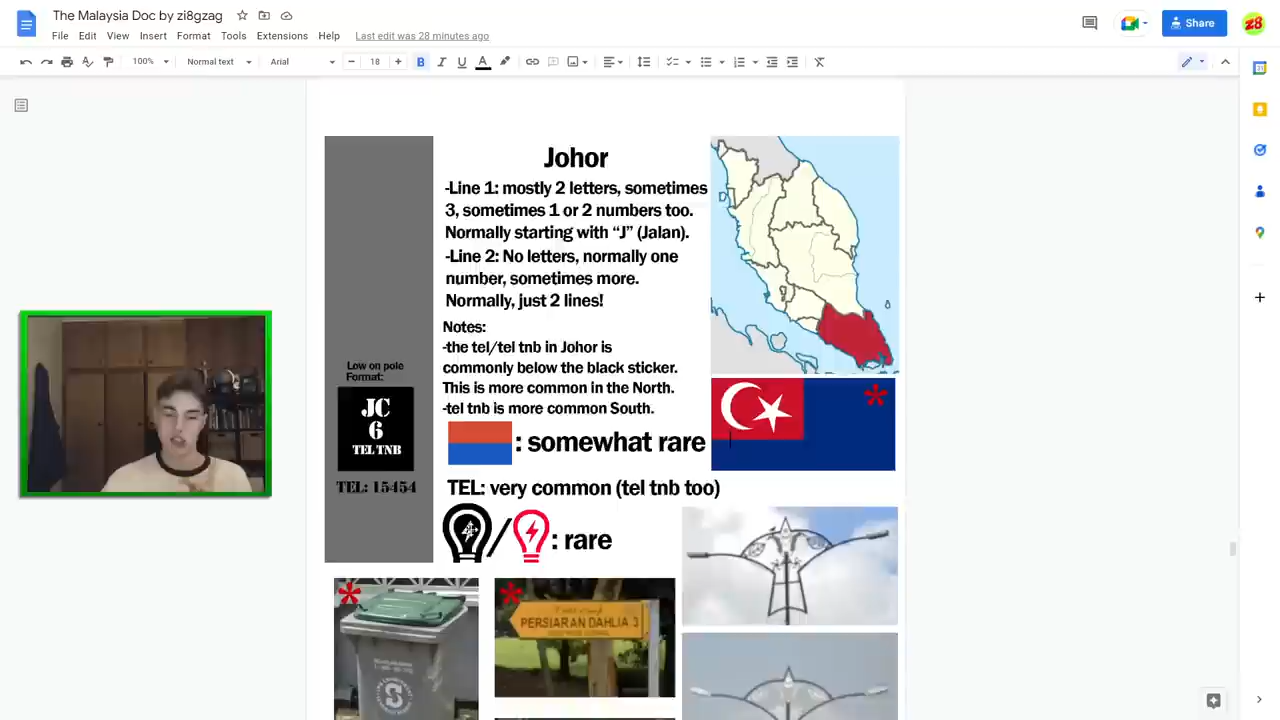 The Malaysia Doc by zi8gzag
File Edit View Insert Format Tools Extensions Help Last edit was 28 minutes ago
Share
z8
100% Normal text Arial 18
Johor
-Line 1: mostly 2 letters, sometimes
3, sometimes 1 or 2 numbers too.
Normally starting with “J” (Jalan).
-Line 2: No letters, normally one
number, sometimes more.
Normally, just 2 lines!
Notes:
-the tel/tel tnb in Johor is
commonly below the black sticker.
This is more common in the North.
-tel tnb is more common South.
: somewhat rare
TEL: very common (tel tnb too)
/ : rare
Low on pole
Format:
JC
6
TEL TNB
TEL: 15454
*
*
PERSIARAN DAHLIA 3
*
S